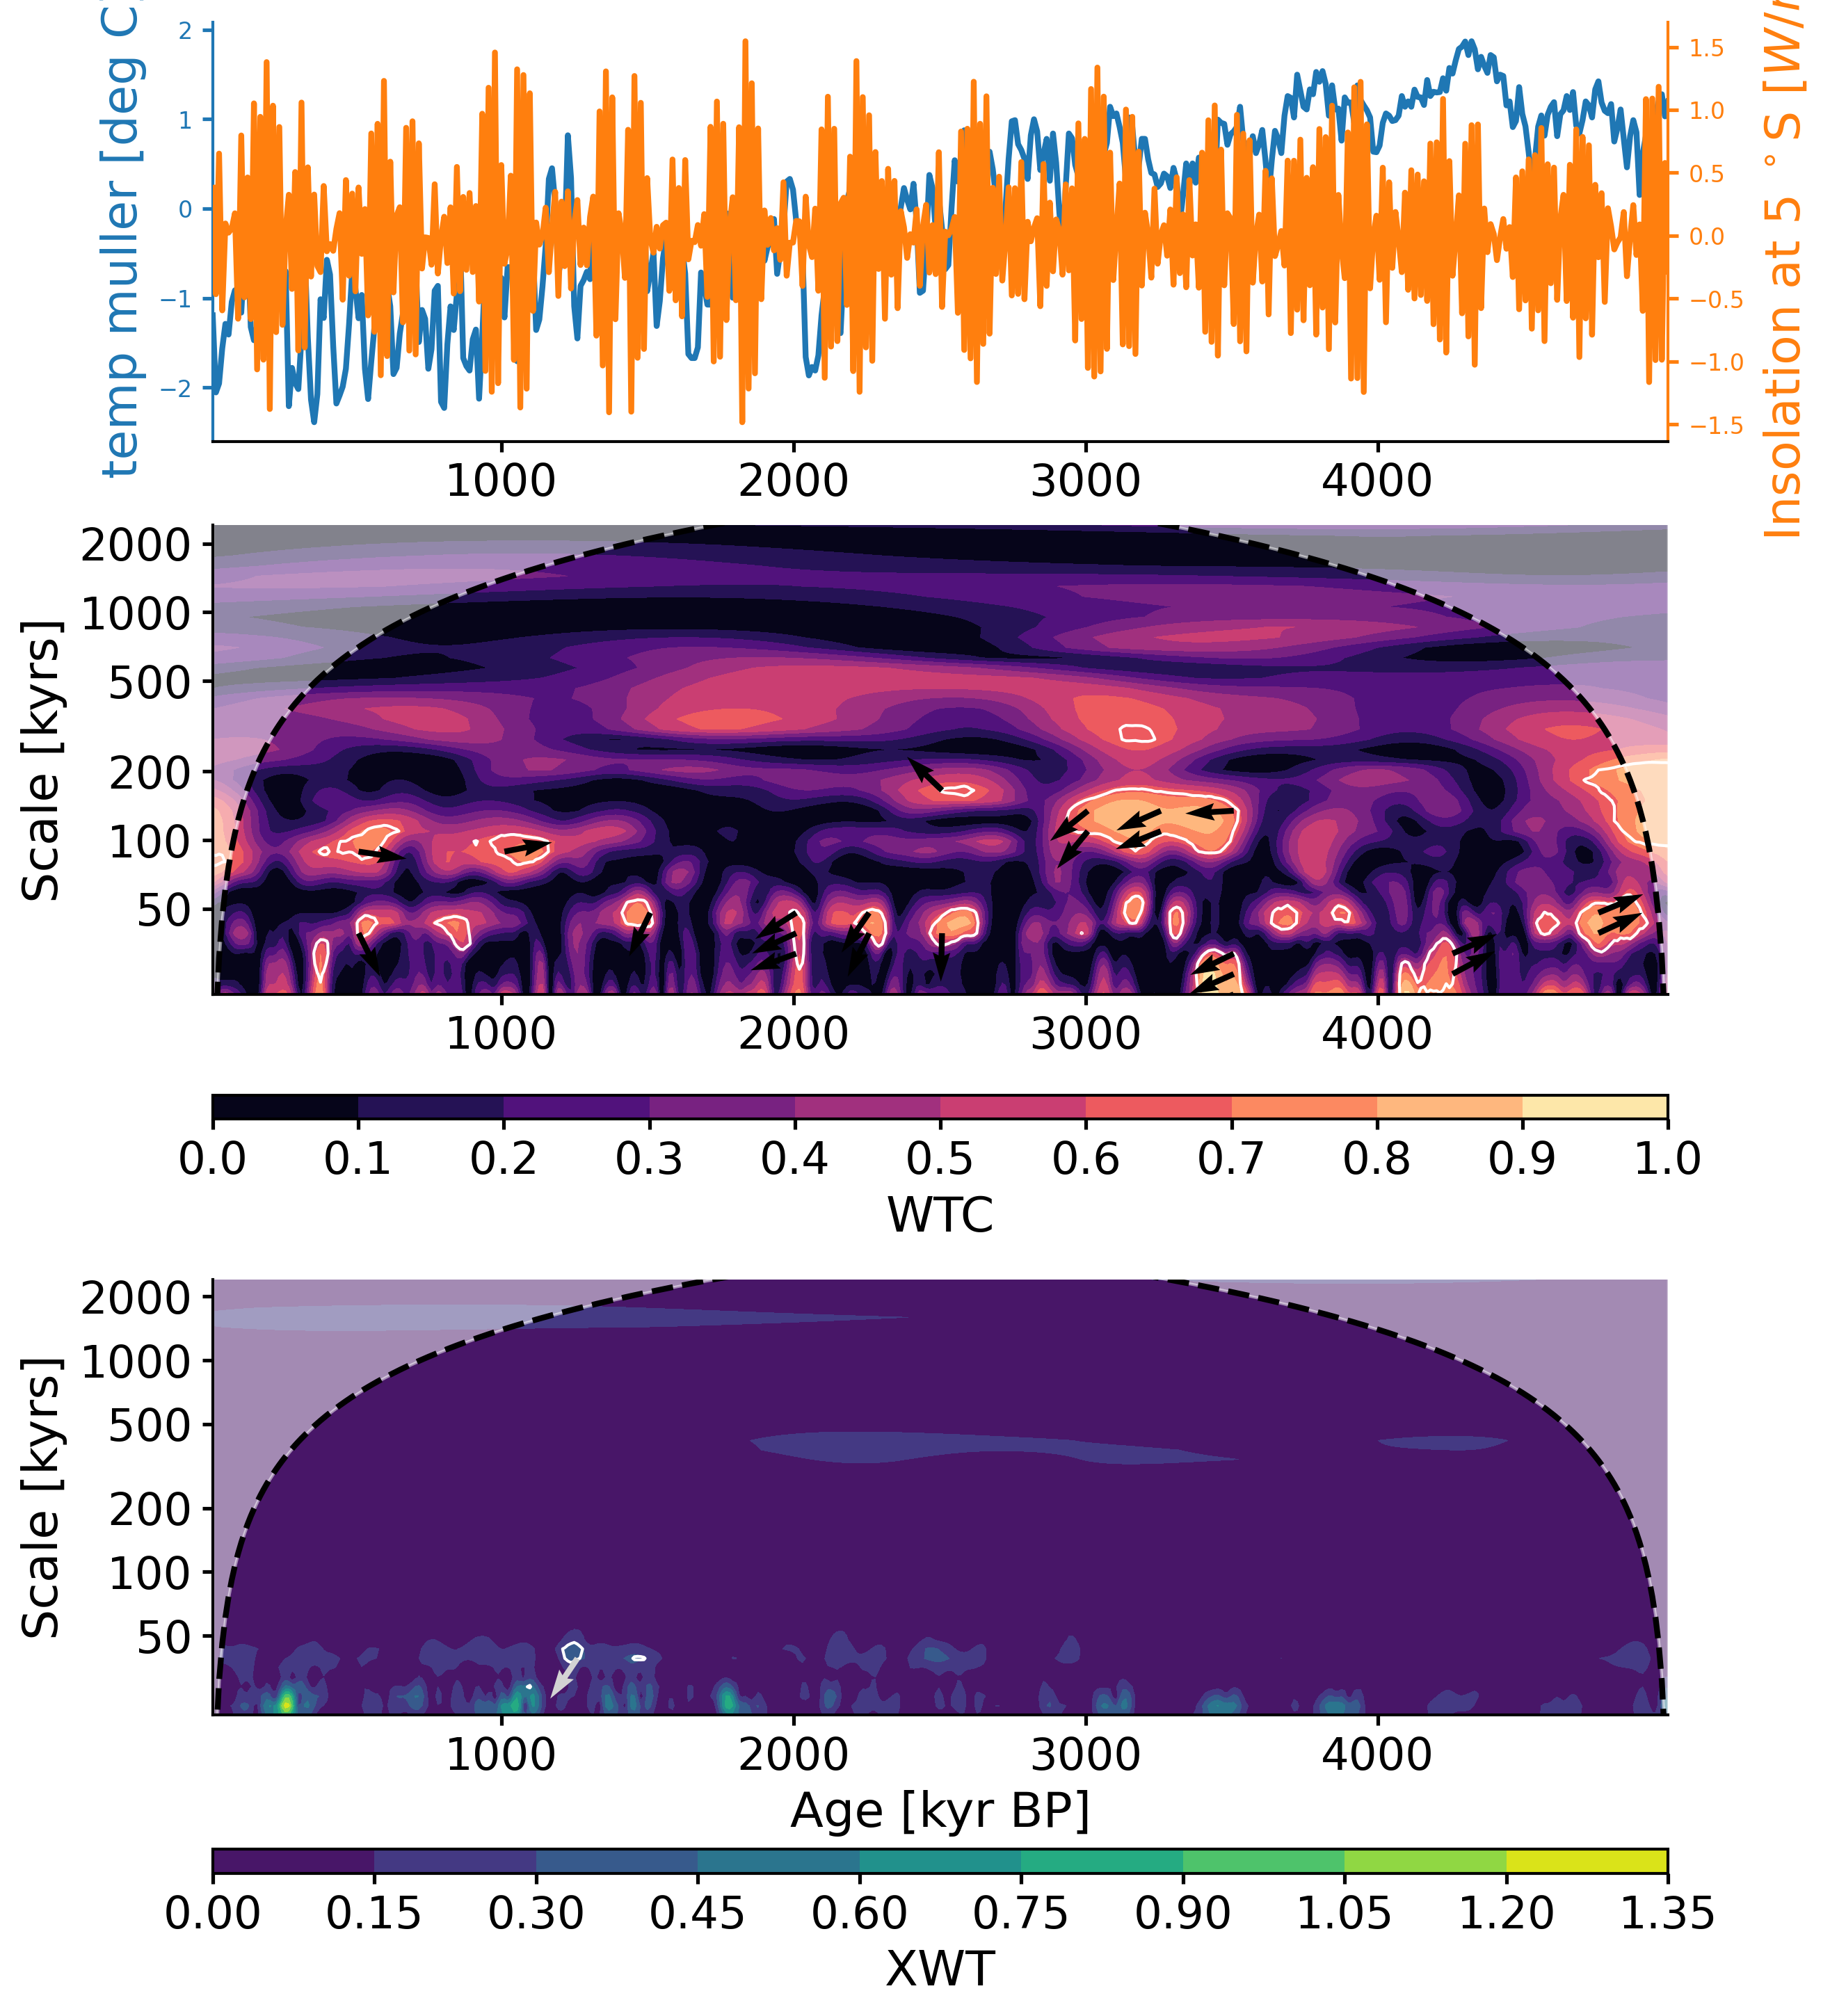 temp muller [deg C
2
1
0
−1
−2
1.5
1.0
0.5
0.0
−0.5
−1.0
−1.5
Insolation at 5 ° S [W/
1000 2000 3000 4000
Scale [kyrs]
2000
1000
500
200
100
50
1000 2000 3000 4000
0.0 0.1 0.2 0.3 0.4 0.5 0.6 0.7 0.8 0.9 1.0
WTC
Scale [kyrs]
2000
1000
500
200
100
50
1000 2000 3000 4000
Age [kyr BP]
0.00 0.15 0.30 0.45 0.60 0.75 0.90 1.05 1.20 1.35
XWT